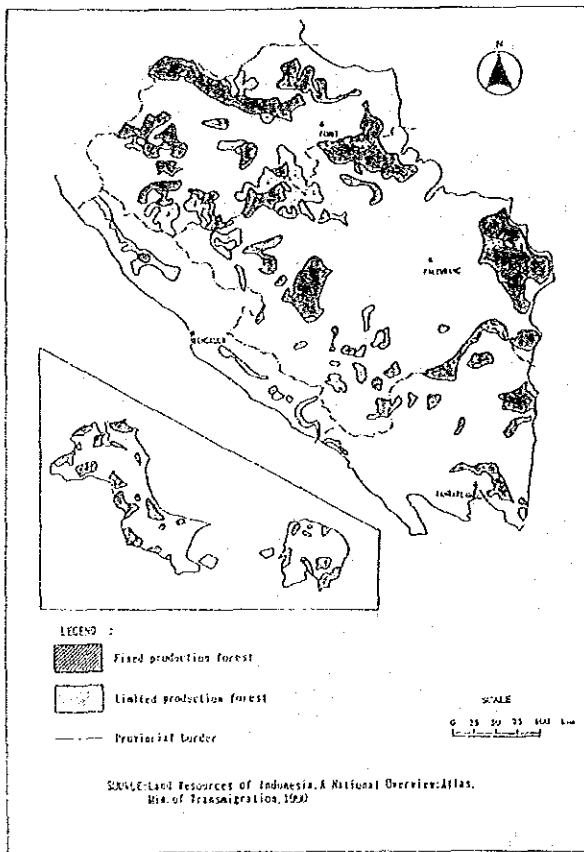 N
PALEMBANG
BENGKULU
LEGEND :
Fixed production forest
Limited production forest
Provincial border
SCALE
0 25 50 75 100 km
SOURCE:Land Resources of Indonesia.A National Overview:Atlas.
Min.of Transmigration, 1990